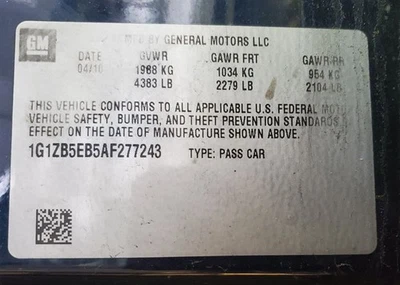 GM BY GENERAL MOTORS LLC
DATE GVWR GAWR FRT GAWR RR
04/10 1988 KG 1034 KG 954 KG
4383 LB 2279 LB 2104 LB
THIS VEHICLE CONFORMS TO ALL APPLICABLE U.S. FEDERAL
VEHICLE SAFETY, BUMPER, AND THEFT PREVENTION STANDARDS
EFFECT ON THE DATE OF MANUFACTURE SHOWN ABOVE.
1G1ZB5EB5AF277243 TYPE: PASS CAR